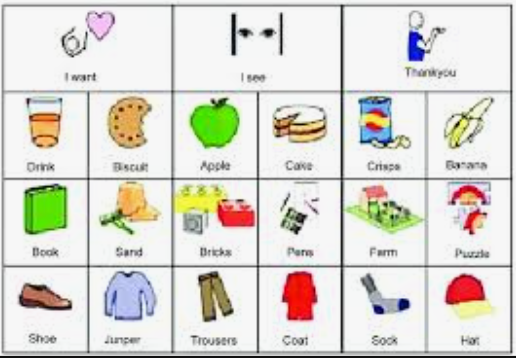 I want
I see
Thankyou
Drink
Biscuit
Apple
Cake
Crisps
Banana
Book
Sand
Bricks
Pens
Farm
Puzzle
Shoe
Jumper
Trousers
Coat
Sock
Hat